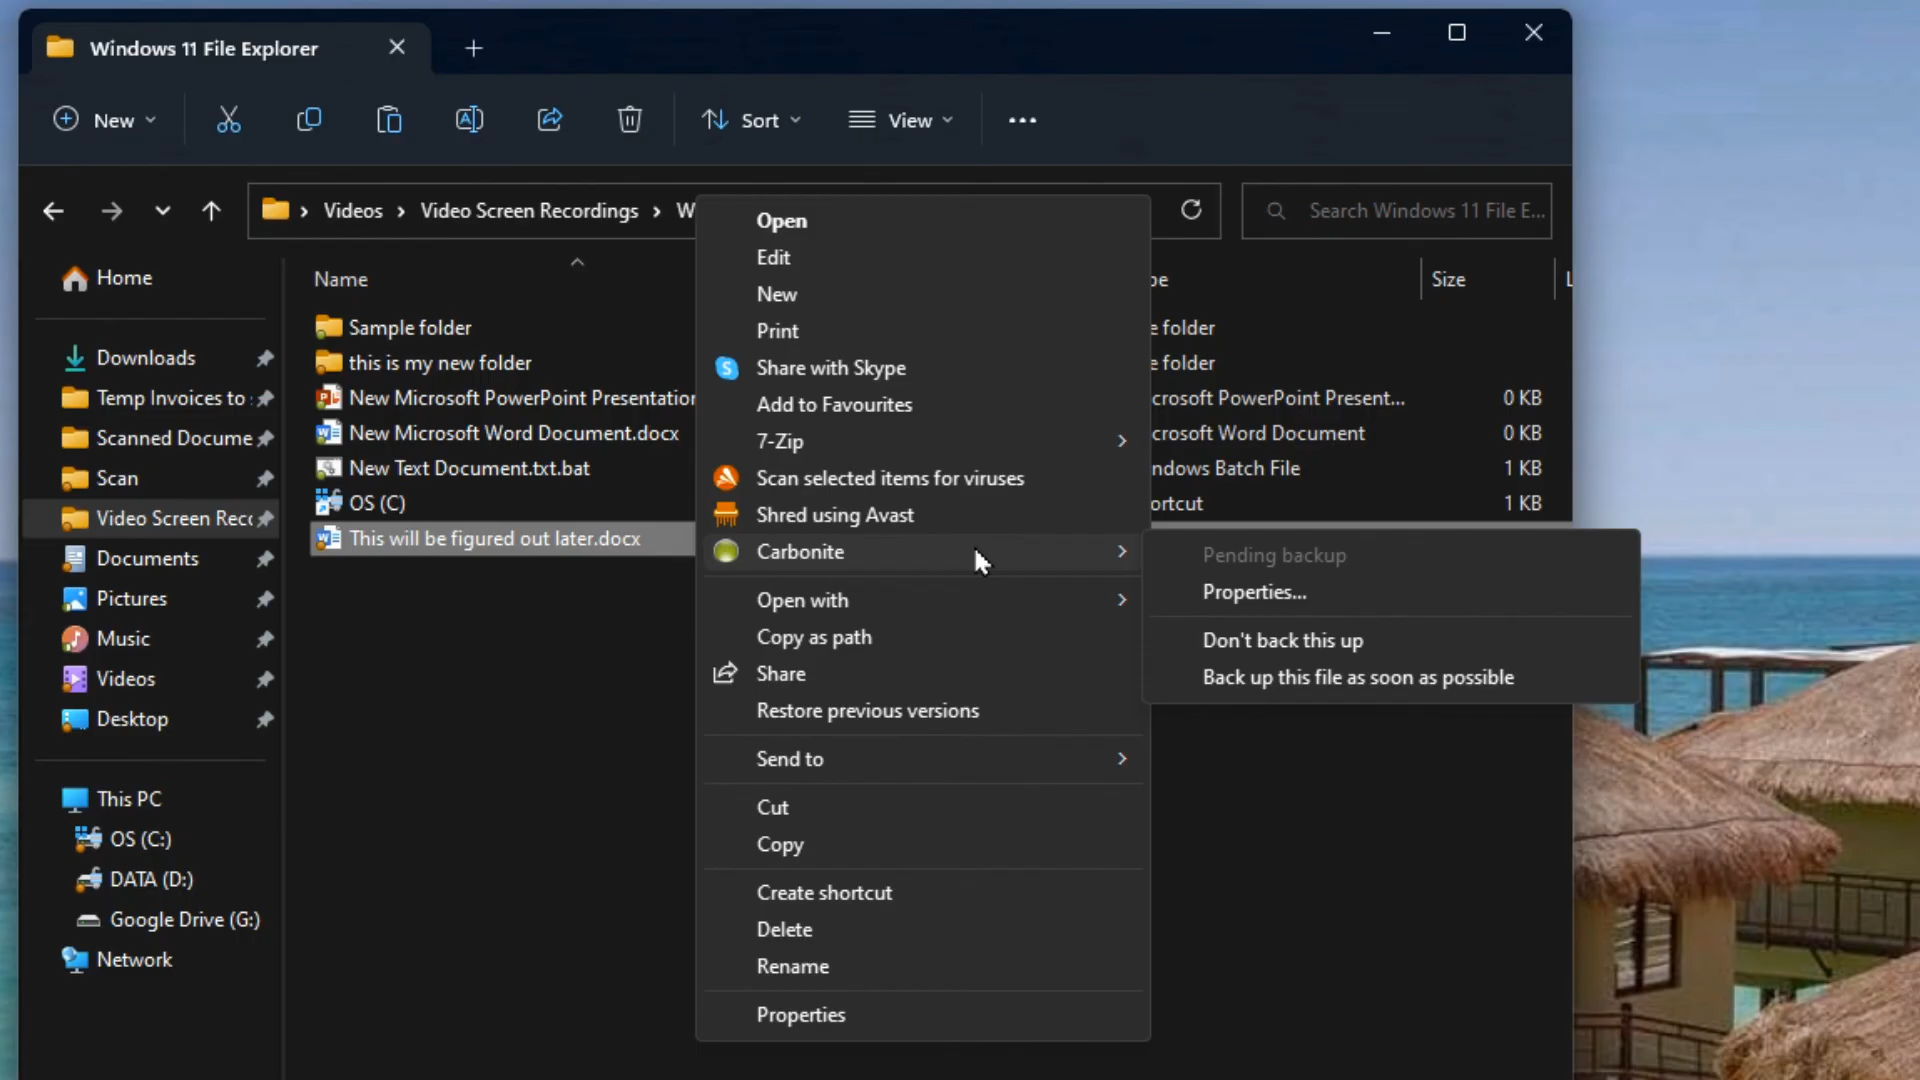 Windows 11 File Explorer
New
Sort
View
Videos
Video Screen Recordings
Search Windows 11 File E...
Home
Downloads
Temp Invoices to
Scanned Docume
Scan
Video Screen Rec
Documents
Pictures
Music
Videos
Desktop
This PC
OS (C:)
DATA (D:)
Google Drive (G:)
Network
Name
Size
Sample folder
this is my new folder
New Microsoft PowerPoint Presentation
New Microsoft Word Document.docx
New Text Document.txt.bat
OS (C)
This will be figured out later.docx
Open
Edit
New
Print
Share with Skype
Add to Favourites
7-Zip
Scan selected items for viruses
Shred using Avast
Carbonite
Open with
Copy as path
Share
Restore previous versions
Send to
Cut
Copy
Create shortcut
Delete
Rename
Properties
e folder
e folder
crosoft PowerPoint Present... 0 KB
crosoft Word Document 0 KB
ndows Batch File 1 KB
ortcut 1 KB
Pending backup
Properties...
Don't back this up
Back up this file as soon as possible